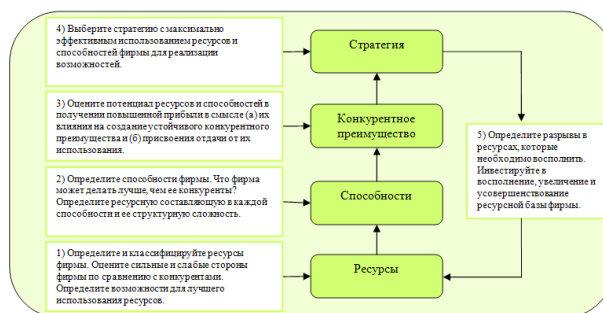 4) Выберите стратегию с максимально
эффективным использованием ресурсов и
способностей фирмы для реализации
возможностей.
Стратегия
3) Оцените потенциал ресурсов и способностей в
получении повышенной прибыли в смысле (а) их
влияния на создание устойчивого конкурентного
преимущества и (б) присвоения отдачи от их
использования.
Конкурентное
преимущество
2) Определите способности фирмы. Что фирма
может делать лучше, чем ее конкуренты?
Определите ресурсную составляющую в каждой
способности и ее структурную сложность.
Способности
1) Определите и классифицируйте ресурсы
фирмы. Оцените сильные и слабые стороны
фирмы по сравнению с конкурентами.
Определите возможности для лучшего
использования ресурсов.
Ресурсы
5) Определите разрывы в
ресурсах, которые
необходимо восполнить.
Инвестируйте в
восполнение, увеличение и
усовершенствование
ресурсной базы фирмы.